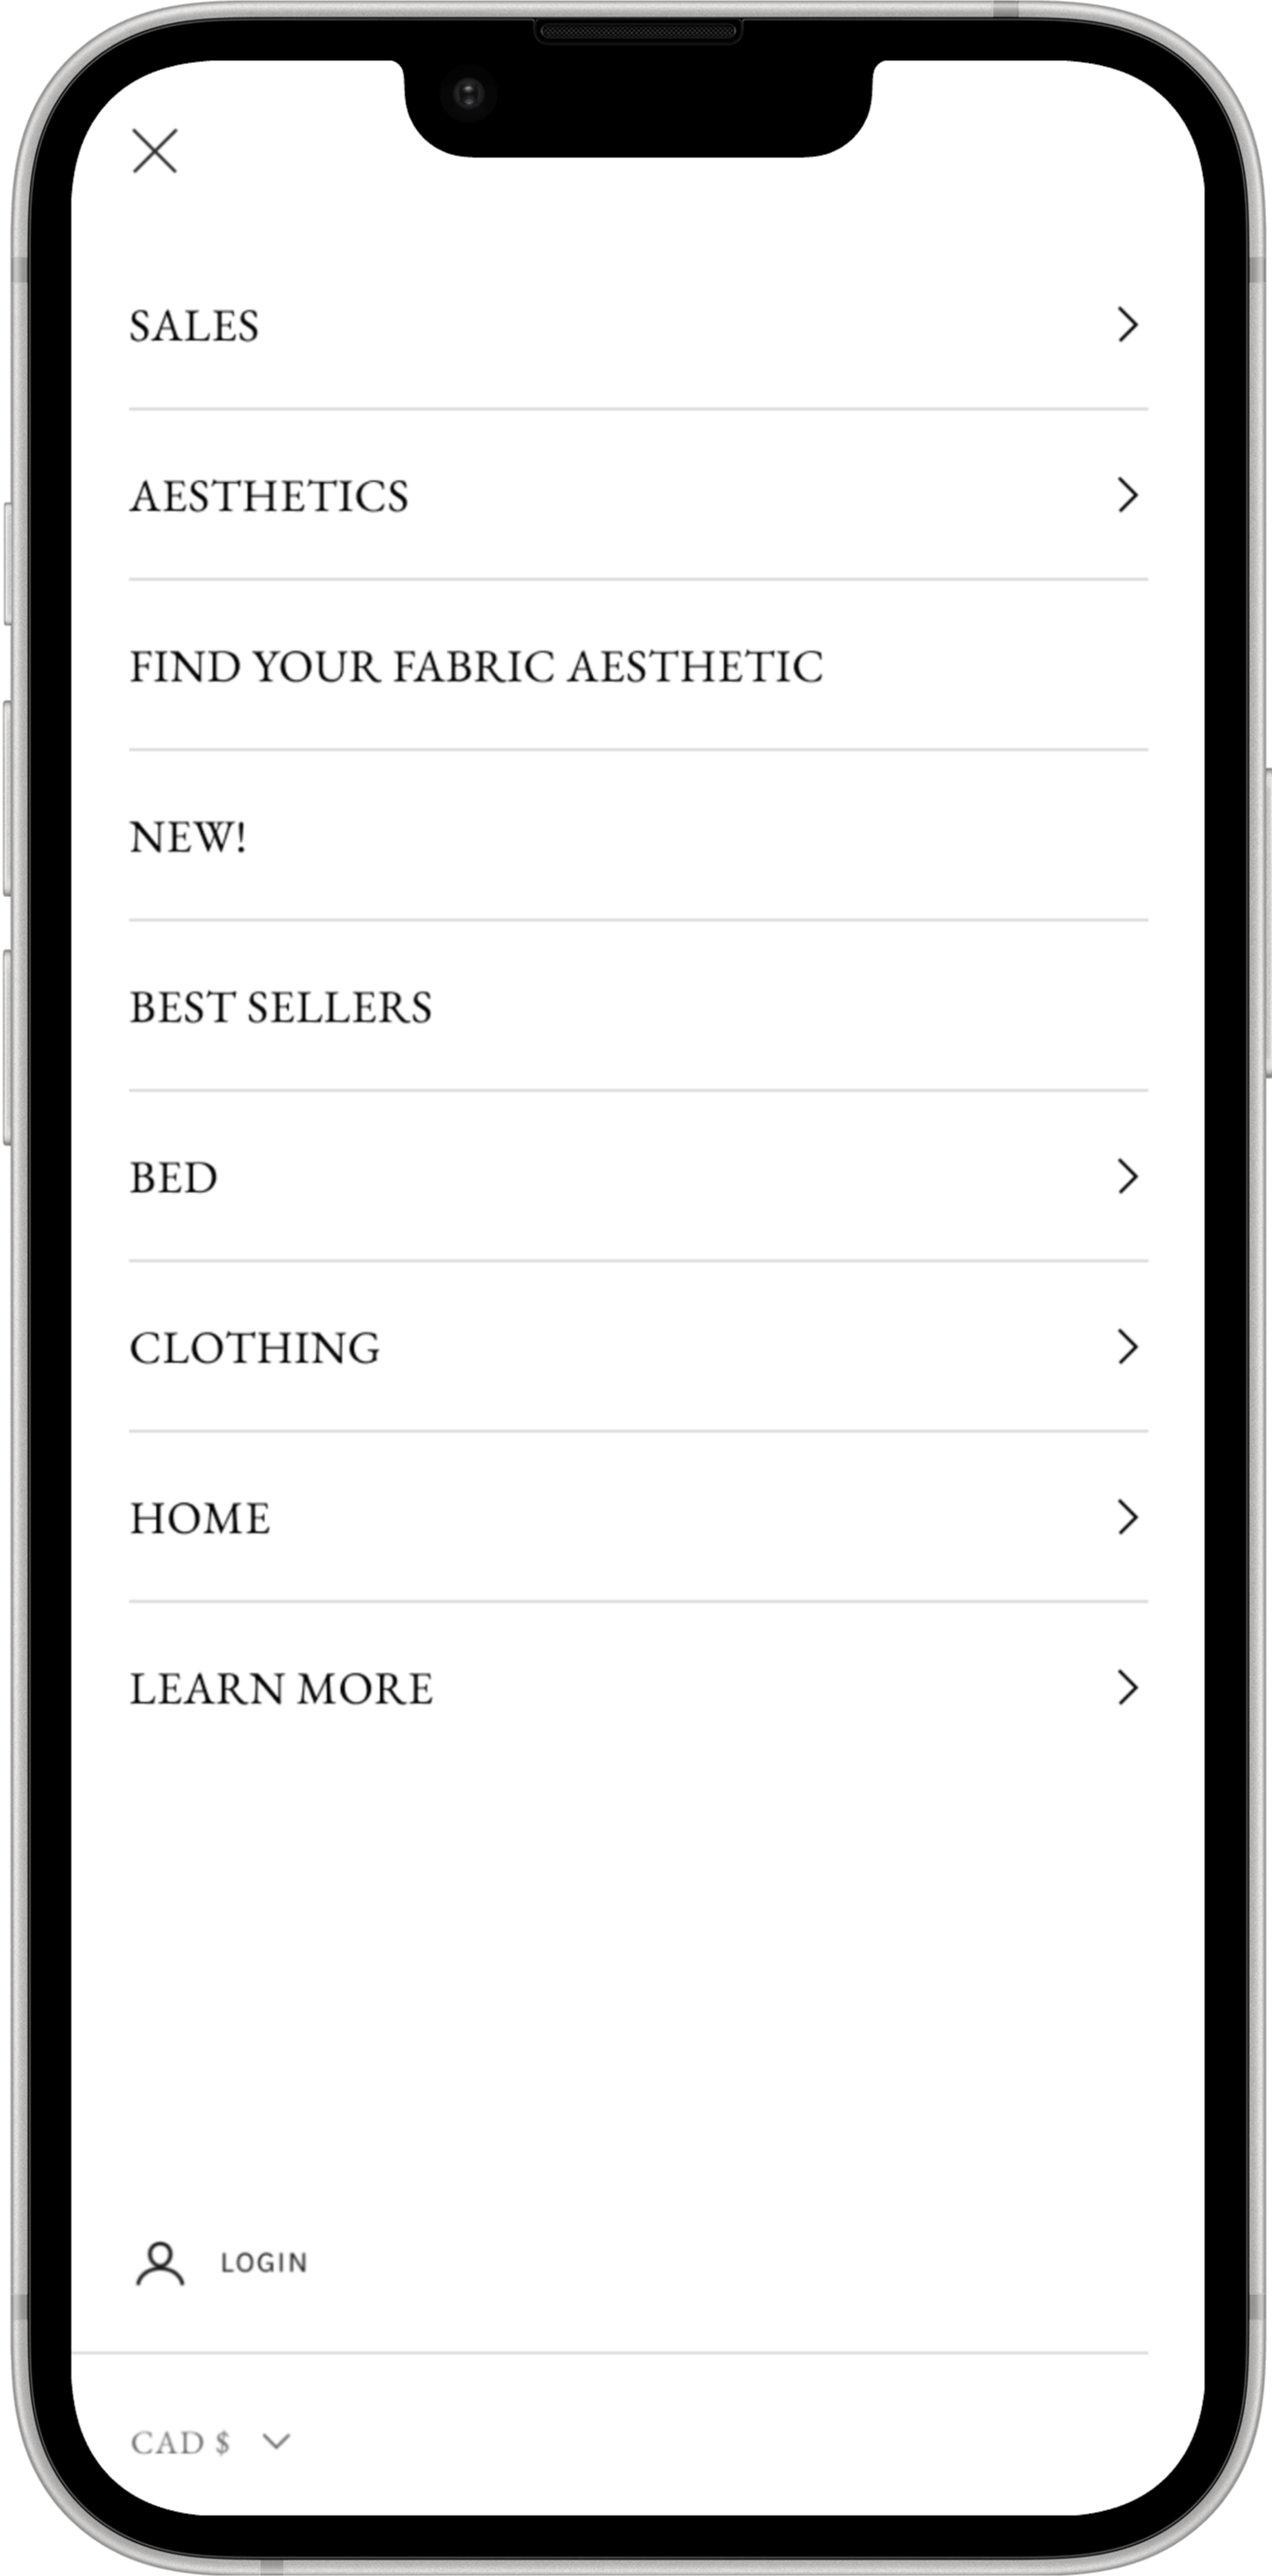 SALES
AESTHETICS
FIND YOUR FABRIC AESTHETIC
NEW!
BEST SELLERS
BED
CLOTHING
HOME
LEARN MORE
LOGIN
CAD $